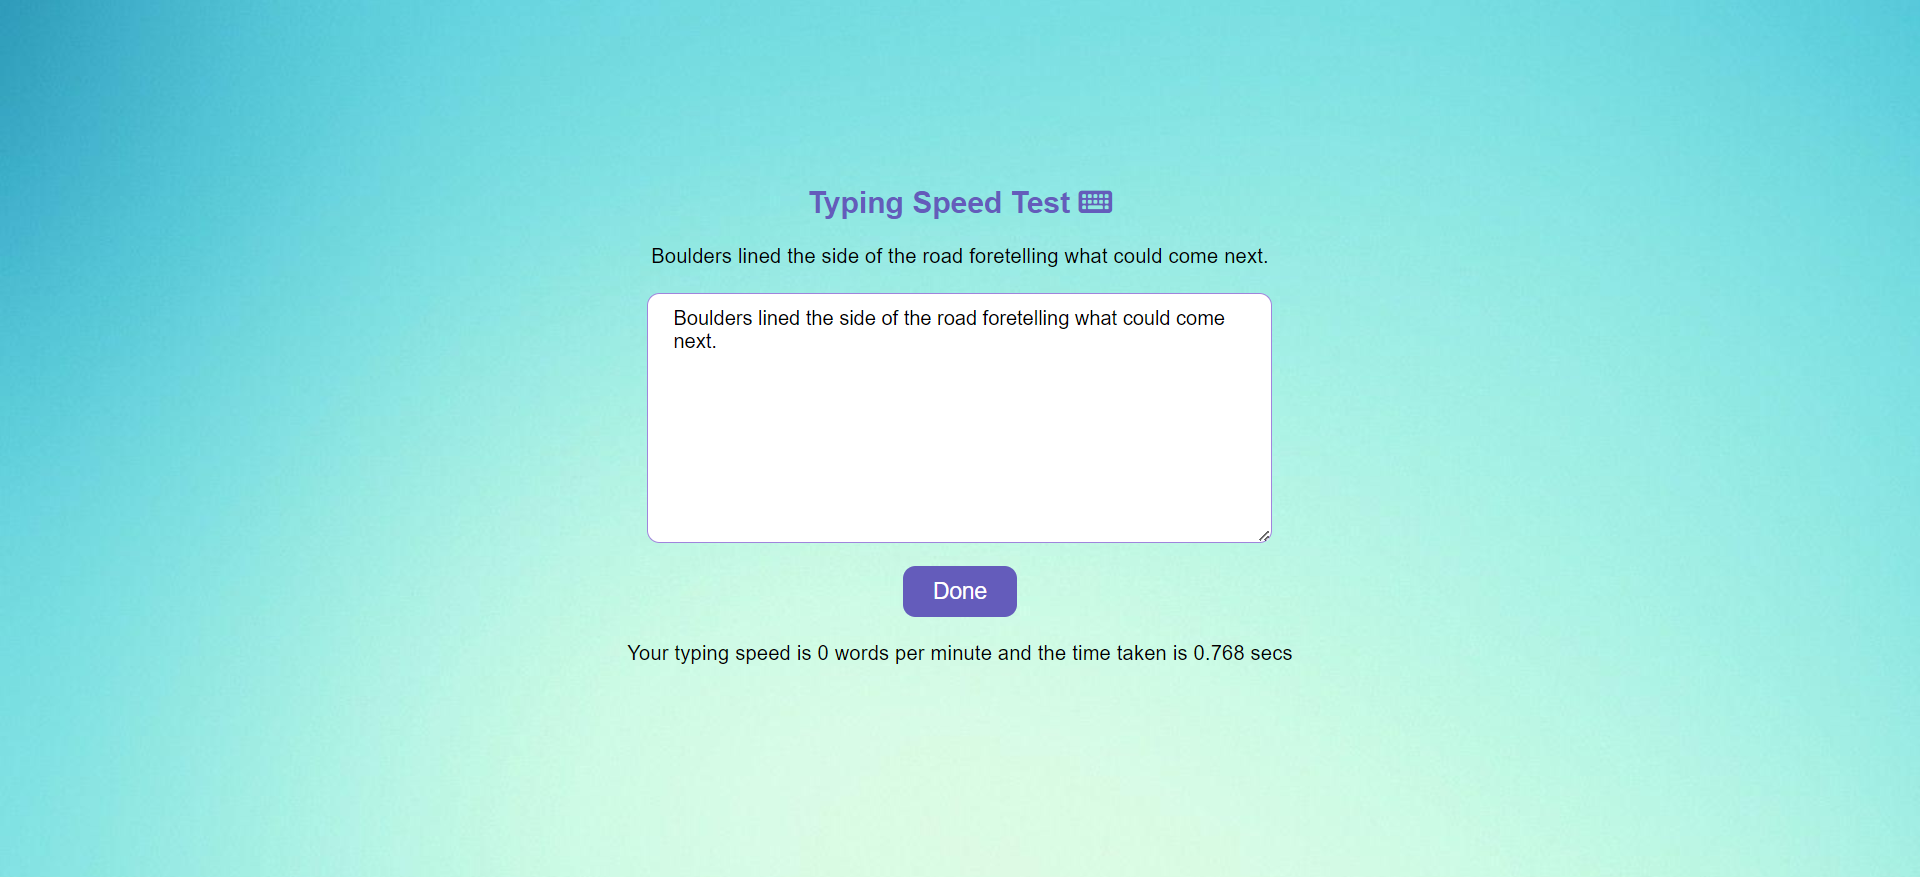 Typing Speed Test
Boulders lined the side of the road foretelling what could come next.
Boulders lined the side of the road foretelling what could come
next.
Done
Your typing speed is 0 words per minute and the time taken is 0.768 secs